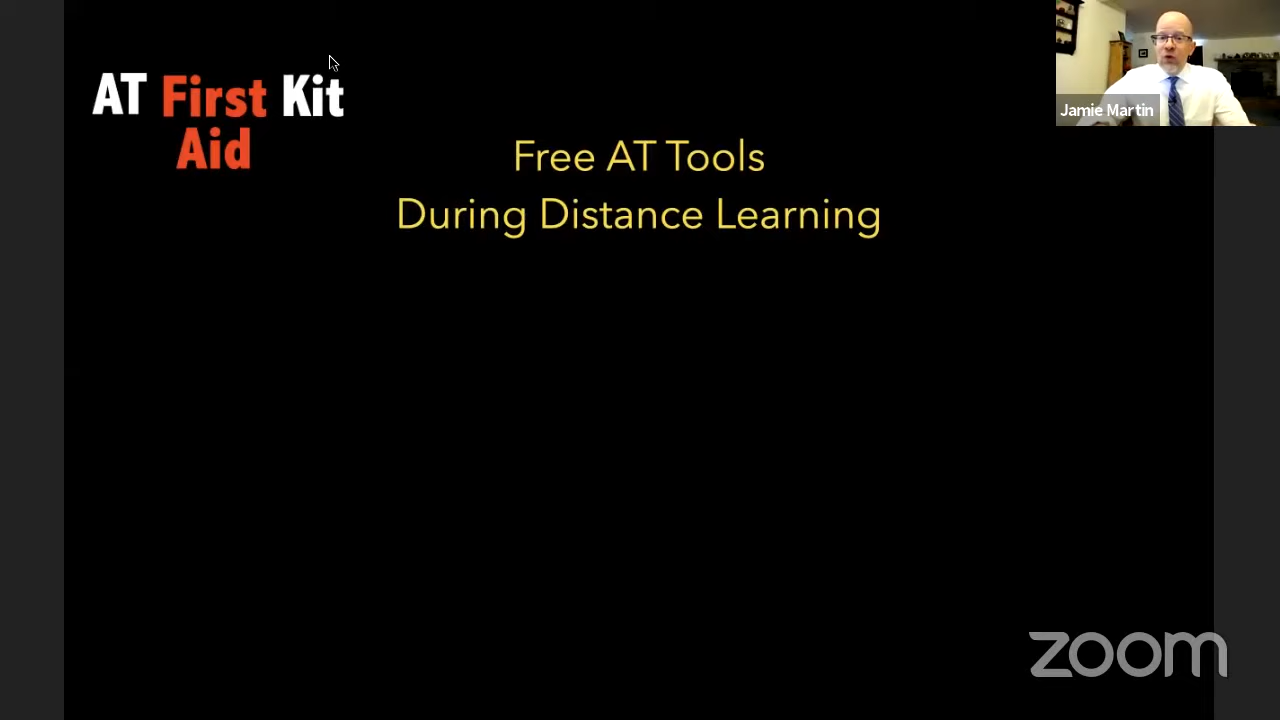 AT First Kit
Aid
Free AT Tools
During Distance Learning
Jamie Martin
zoom